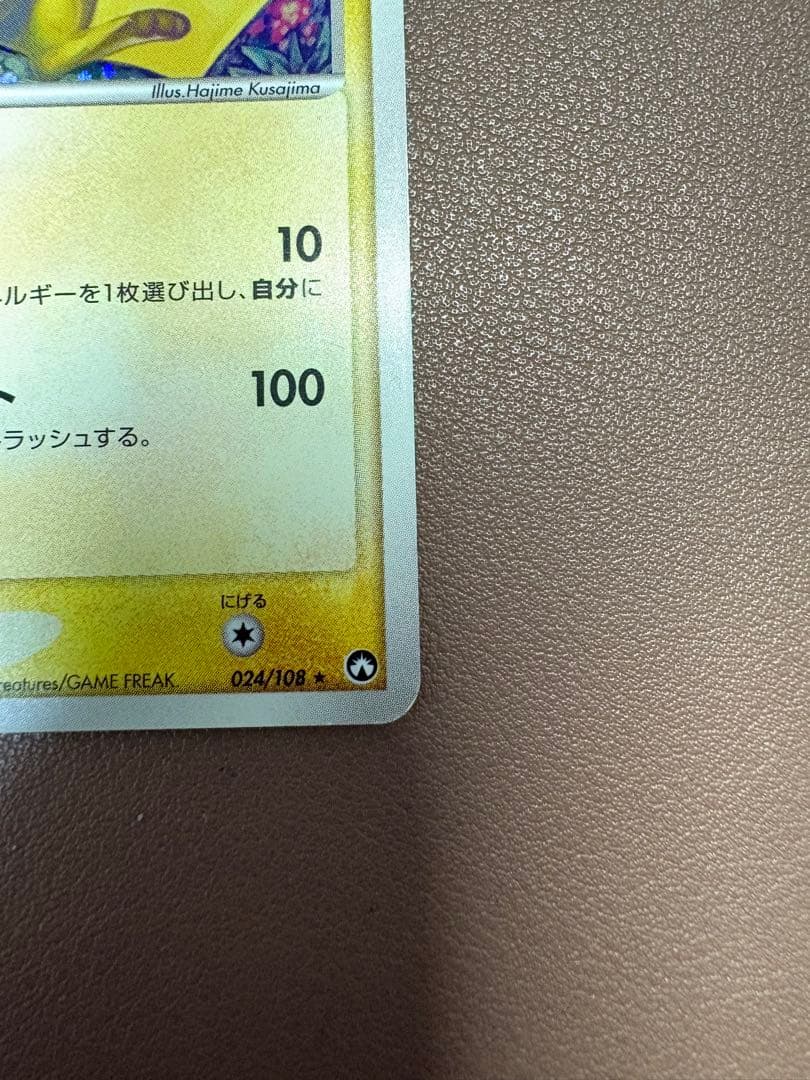 Illus. Hajime Kusajima
10
ルギーを1枚選び出し、自分に
ト 100
ラッシュする。
にげる
reatures/GAME FREAK. 024/108 ★